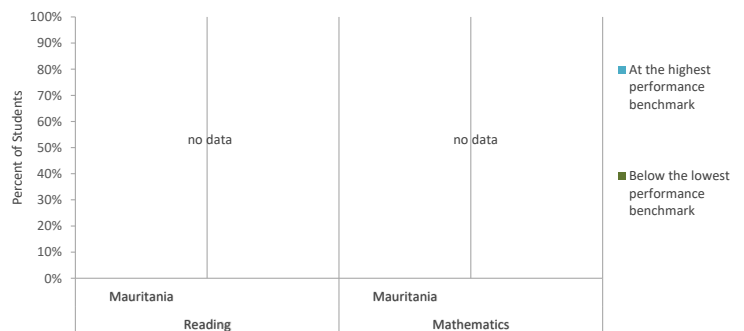 Percent of Students
100%
90%
80%
70%
60%
50%
40%
30%
20%
10%
0%
no data
no data
Mauritania
Mauritania
Reading
Mathematics
At the highest
performance
benchmark
Below the lowest
performance
benchmark